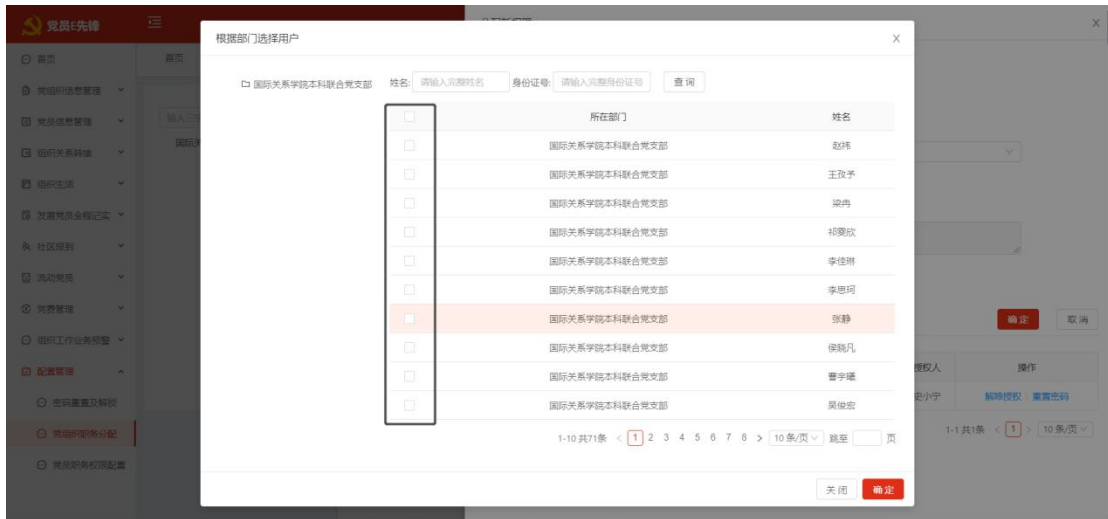 党员E先锋
首页
党组织信息管理
党员信息管理
组织关系转接
组织生活
发展党员全程记实
社区报到
流动党员
党费管理
组织工作业务预警
配置管理
密码重置及解锁
党组织职务分配
党员职务权限配置
首页
输入三
国际关
根据部门选择用户
国际关系学院本科联合党支部
姓名: 请输入完整姓名 身份证号: 请输入完整身份证号 查询
所在部门 姓名
国际关系学院本科联合党支部 赵祎
国际关系学院本科联合党支部 王孜予
国际关系学院本科联合党支部 梁冉
国际关系学院本科联合党支部 祁雯欣
国际关系学院本科联合党支部 李佳琳
国际关系学院本科联合党支部 李思珂
国际关系学院本科联合党支部 张静
国际关系学院本科联合党支部 侯晓凡
国际关系学院本科联合党支部 曹宇曦
国际关系学院本科联合党支部 吴俊宏
1-10 共71条 < 1 2 3 4 5 6 7 8 > 10 条/页 跳至 页
关闭 确定
确定 取消
授权人 操作
史小宁 解除授权 重置密码
1-1 共1条 < 1 > 10 条/页